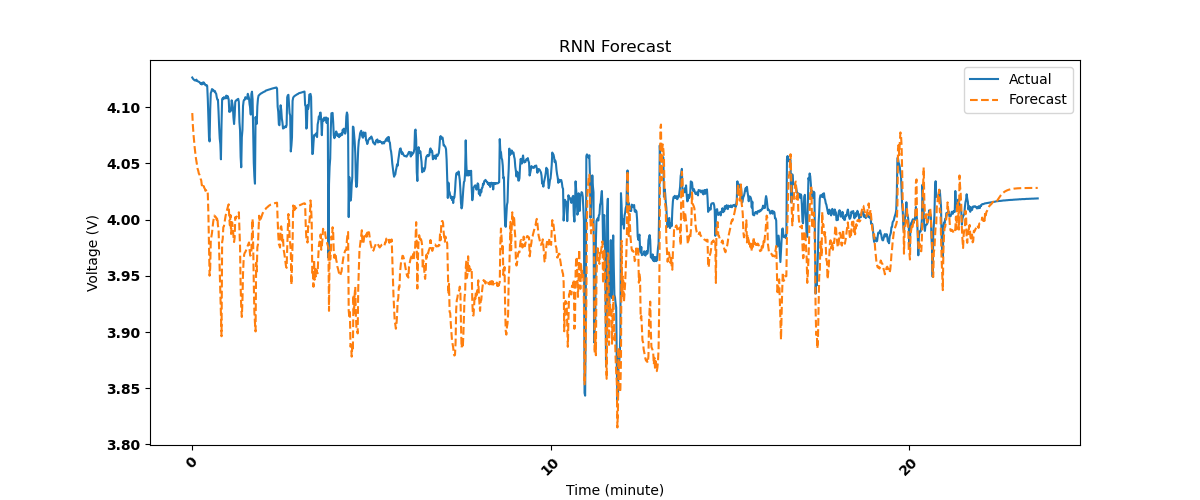 RNN Forecast
Actual
Forecast
Voltage (V)
4.10
4.05
4.00
3.95
3.90
3.85
3.80
0
10
20
Time (minute)